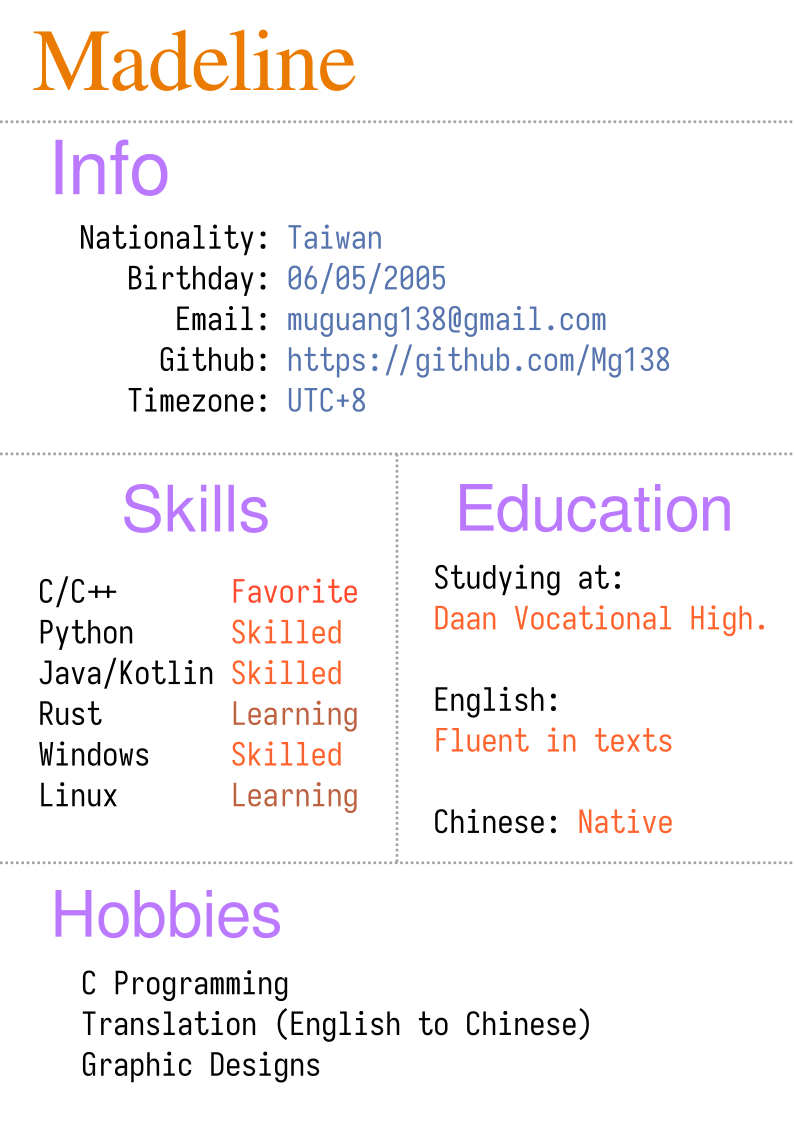 Madeline
Info
Nationality: Taiwan
Birthday: 06/05/2005
Email: muguang138@gmail.com
Github: https://github.com/Mg138
Timezone: UTC+8
Skills
C/C++ Favorite
Python Skilled
Java/Kotlin Skilled
Rust Learning
Windows Skilled
Linux Learning
Education
Studying at:
Daan Vocational High.
English:
Fluent in texts
Chinese: Native
Hobbies
C Programming
Translation (English to Chinese)
Graphic Designs